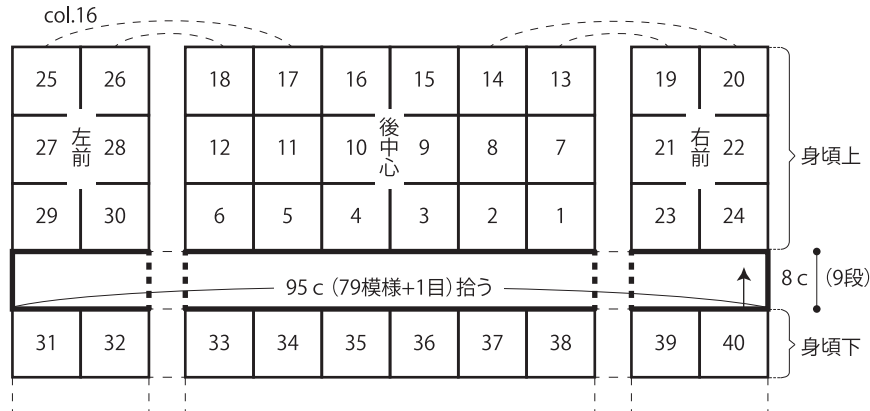 col.16
25 26 18 17 16 15 14 13 19 20
27 左前 28 12 11 10 後中心 9 8 7 21 右前 22
身頃上
29 30 6 5 4 3 2 1 23 24
95c(79模様+1目)拾う
8c (9段)
31 32 33 34 35 36 37 38 39 40
身頃下